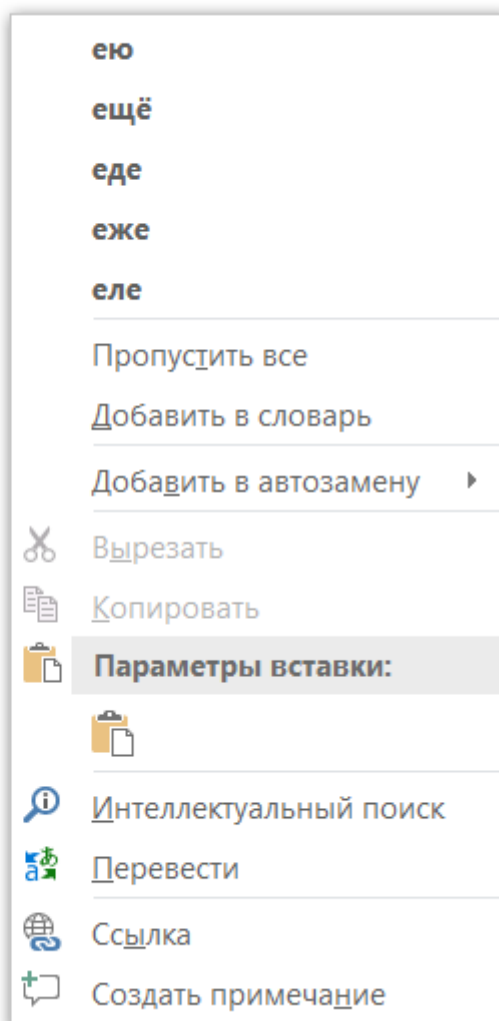 ею
ещё
еде
еже
еле
Пропустить все
Добавить в словарь
Добавить в автозамену
Вырезать
Копировать
Параметры вставки:
Интеллектуальный поиск
Перевести
Ссылка
Создать примечание